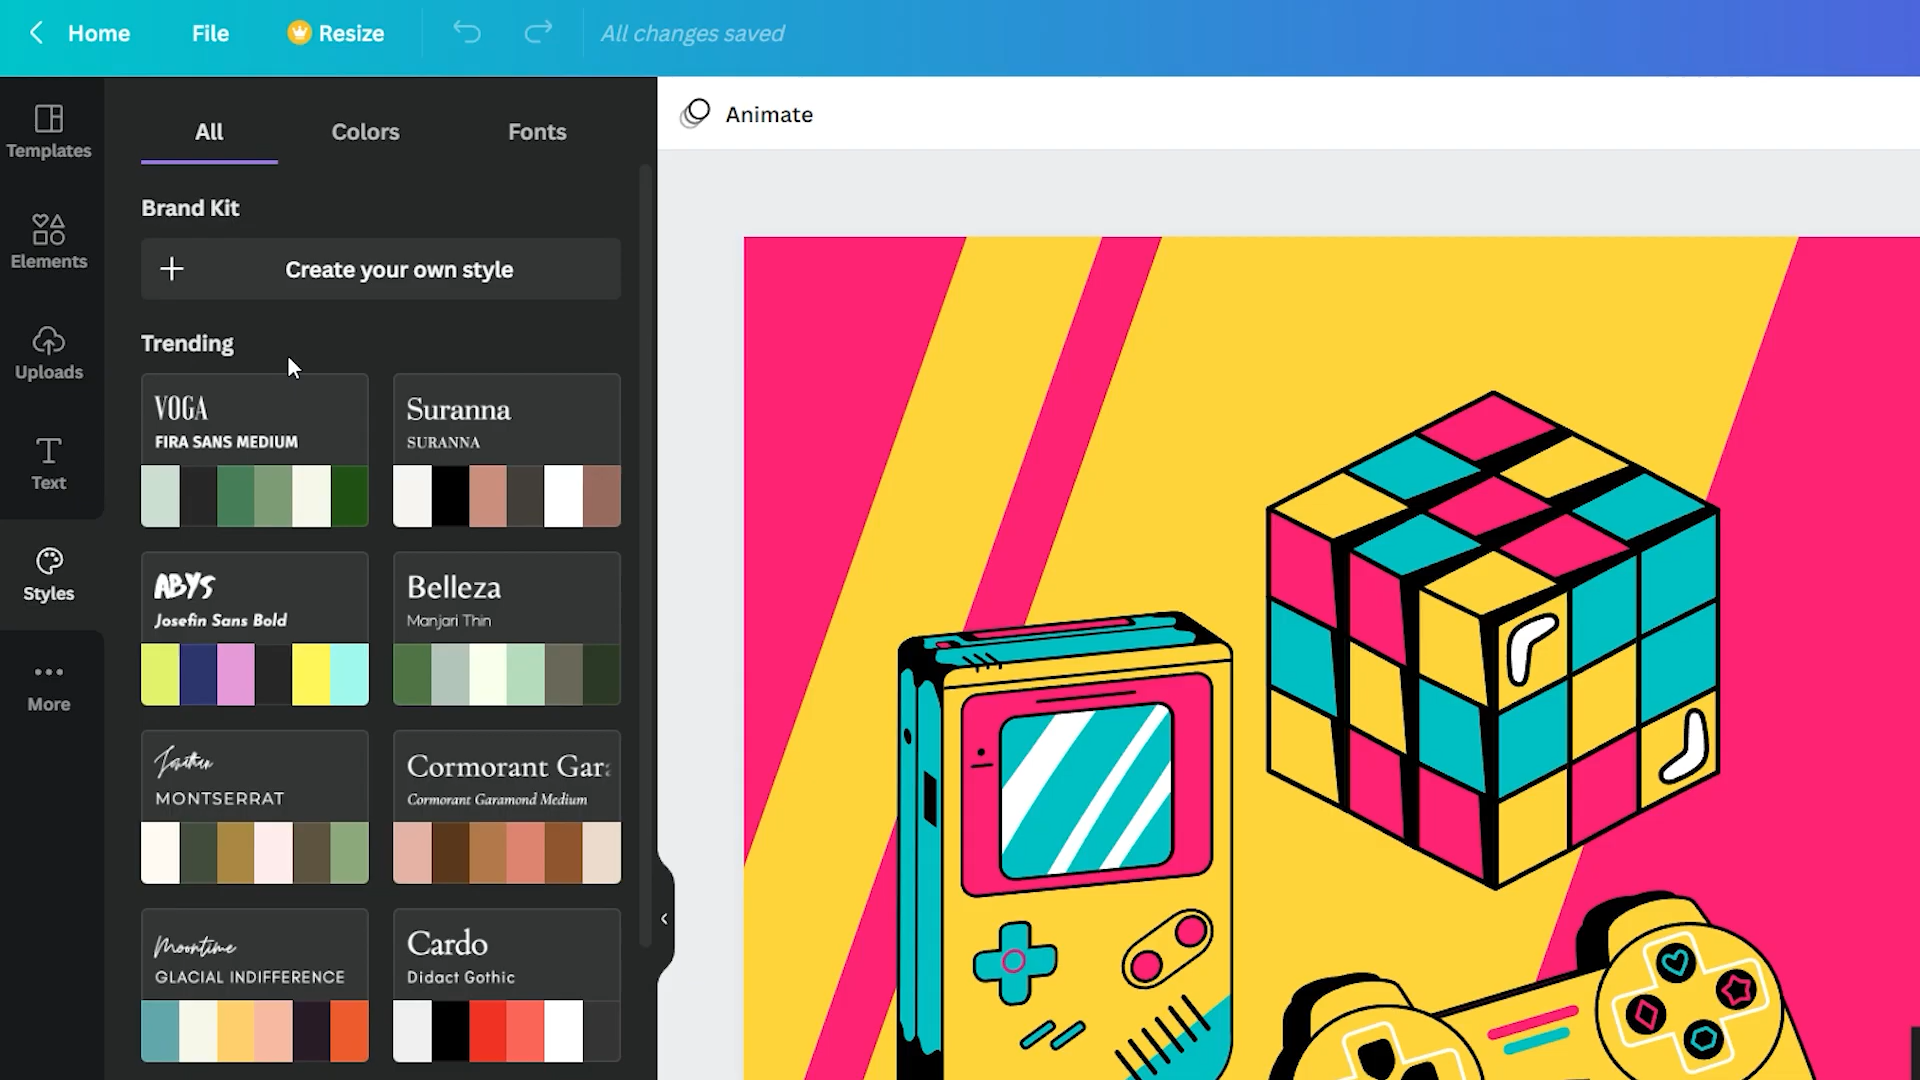 Home File Resize All changes saved
Templates
Elements
Uploads
Text
Styles
More
All Colors Fonts
Brand Kit
Create your own style
Trending
VOGA
FIRA SANS MEDIUM
Suranna
SURANNA
ABYS
Josefin Sans Bold
Belleza
Manjari Thin
Jonathan
MONTSERRAT
Cormorant Gar
Cormorant Garamond Medium
Moontime
GLACIAL INDIFFERENCE
Cardo
Didact Gothic
Animate